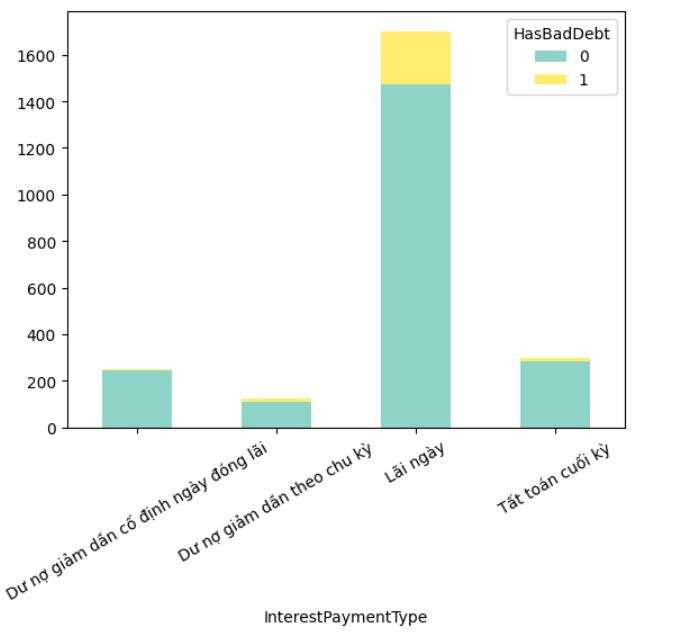 HasBadDebt
0
1
1600
1400
1200
1000
800
600
400
200
0
Dư nợ giảm dần cố định ngày đóng lãi
Dư nợ giảm dần theo chu kỳ
Lãi ngày
Tất toán cuối kỳ
InterestPaymentType